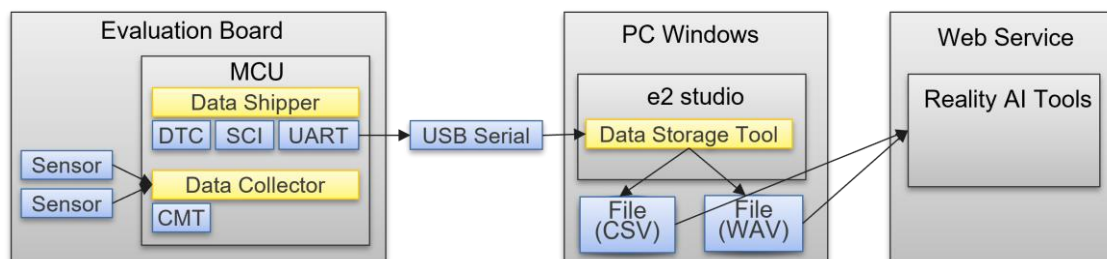 Evaluation Board
MCU
Data Shipper
DTC
SCI
UART
Sensor
Sensor
Data Collector
CMT
USB Serial
PC Windows
e2 studio
Data Storage Tool
File
(CSV)
File
(WAV)
Web Service
Reality AI Tools